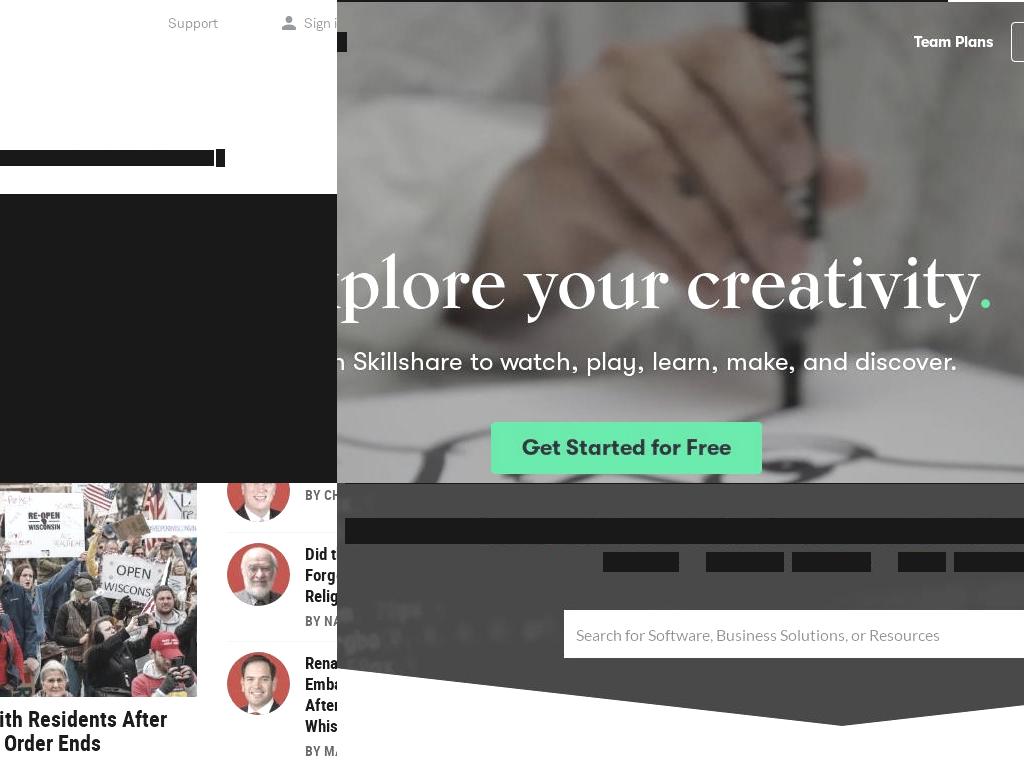 Support
Sign i
Team Plans
xplore your creativity.
n Skillshare to watch, play, learn, make, and discover.
Get Started for Free
RE-OPEN
WISCONSIN
OPEN
WISCONS
BY CH
Did t
Forg
Relig
BY NA
Rena
Emba
After
Whis
BY MA
ith Residents After
Order Ends
Search for Software, Business Solutions, or Resources